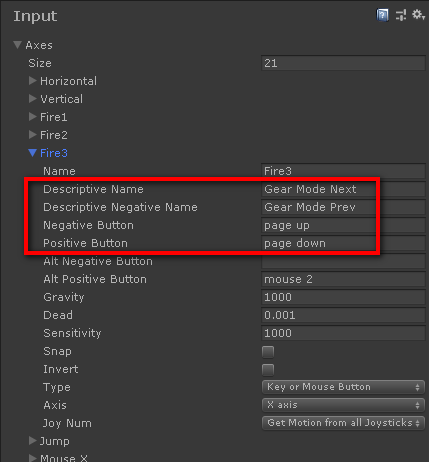 Input
Axes
Size 21
Horizontal
Vertical
Fire1
Fire2
Fire3
Name Fire3
Descriptive Name Gear Mode Next
Descriptive Negative Name Gear Mode Prev
Negative Button page up
Positive Button page down
Alt Negative Button
Alt Positive Button mouse 2
Gravity 1000
Dead 0.001
Sensitivity 1000
Snap
Invert
Type Key or Mouse Button
Axis X axis
Joy Num Get Motion from all Joysticks
Jump
Mouse X